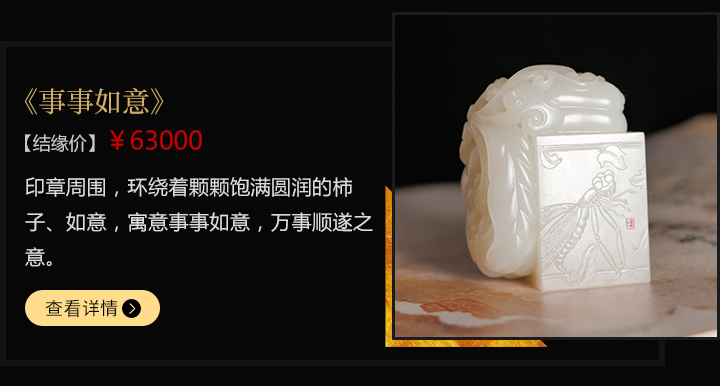 《事事如意》
【结缘价】￥63000
印章周围，环绕着颗颗饱满圆润的柿
子、如意，寓意事事如意，万事顺遂之
意。
查看详情